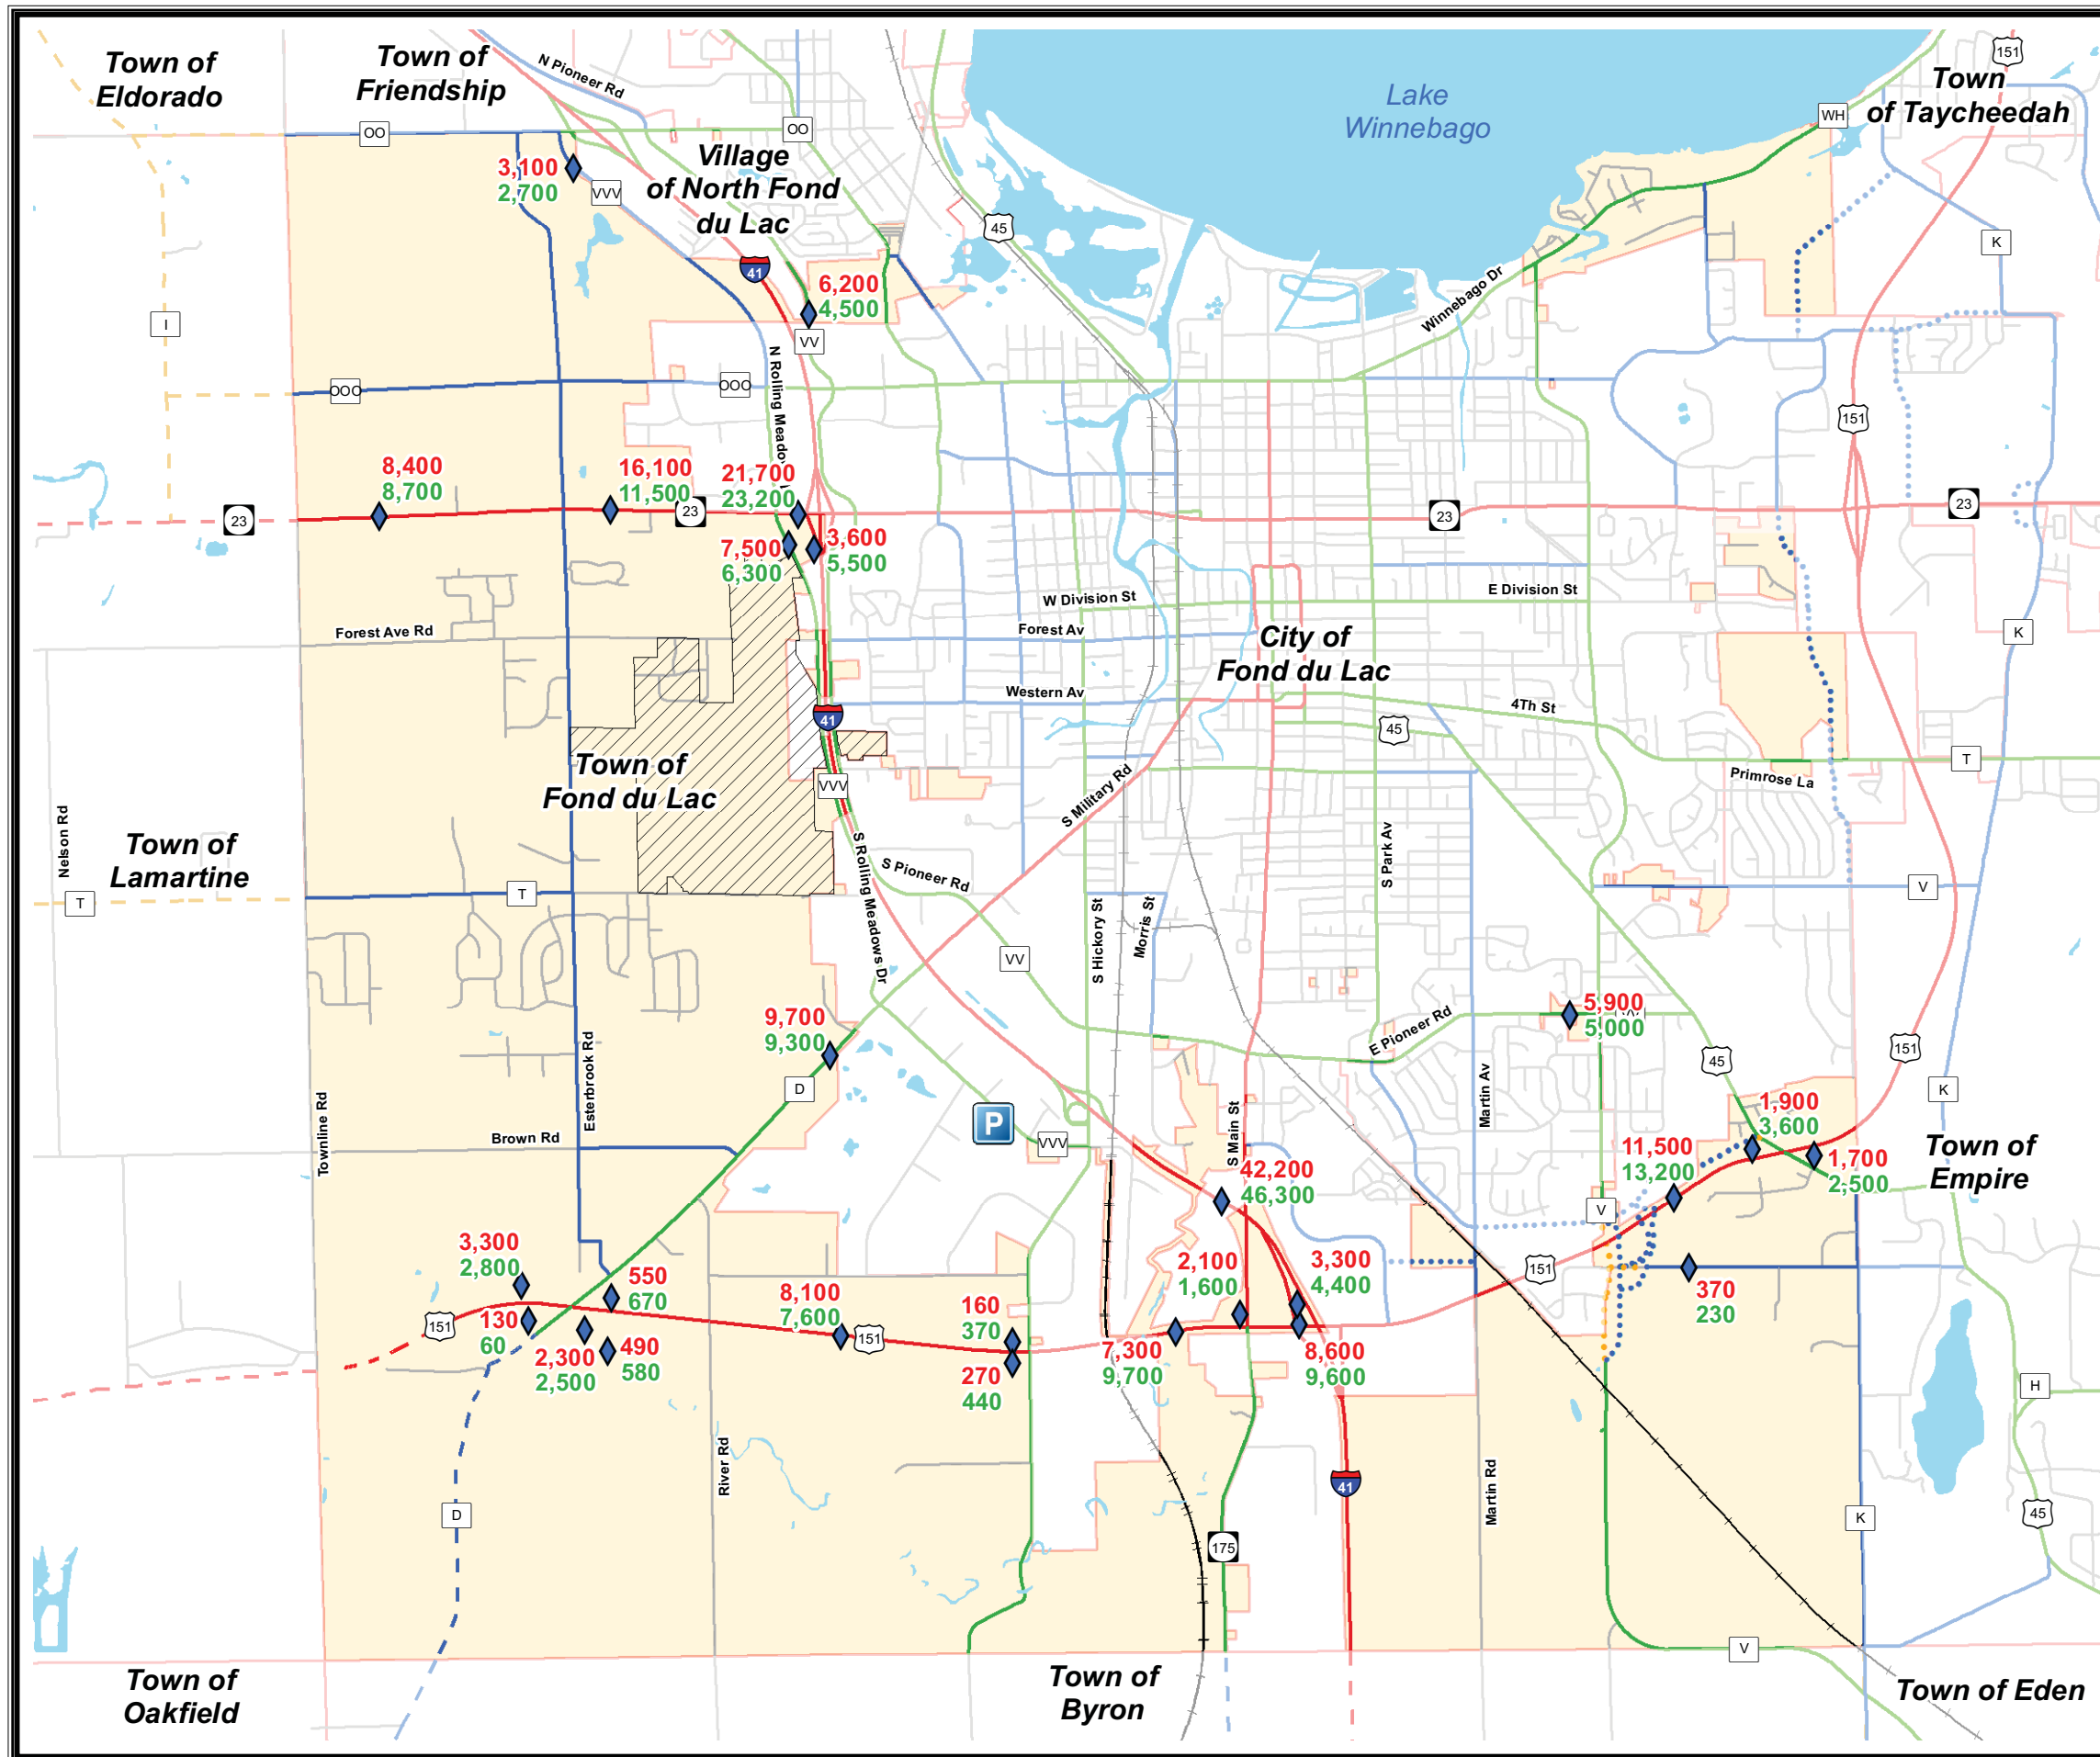 Town of
Eldorado
Town of
Friendship
N Pioneer Rd
151
Town
of Taycheedah
Lake
Winnebago
WH
OO
OO
Village
of North Fond
du Lac
3,100
2,700
VVV
45
K
41
6,200
4,500
VV
I
Winnebago Dr
N Rolling Meadow
OOO
OOO
151
8,400
8,700
16,100
11,500
21,700
23,200
23
23
23
23
7,500
6,300
3,600
5,500
W Division St
E Division St
Forest Ave Rd
Forest Av
K
City of
Fond du Lac
Western Av
4Th St
41
45
Town of
Fond du Lac
T
VVV
Primrose La
S Military Rd
Nelson Rd
Town of
Lamartine
S Rolling Meadows Dr
S Pioneer Rd
S Park Av
T
T
V
S Hickory St
Morris St
VV
9,700
9,300
5,900
5,000
E Pioneer Rd
Esterbrook Rd
D
45
151
K
Townline Rd
Brown Rd
P
VVV
S Main St
Martin Av
1,900
3,600
11,500
13,200
1,700
2,500
Town of
Empire
42,200
46,300
V
3,300
2,800
550
670
8,100
7,600
2,100
1,600
3,300
4,400
151
370
230
160
370
151
130
60
151
2,300
2,500
490
580
270
440
7,300
9,700
8,600
9,600
H
River Rd
41
Martin Rd
D
175
K
45
V
Town of
Oakfield
Town of
Byron
Town of Eden